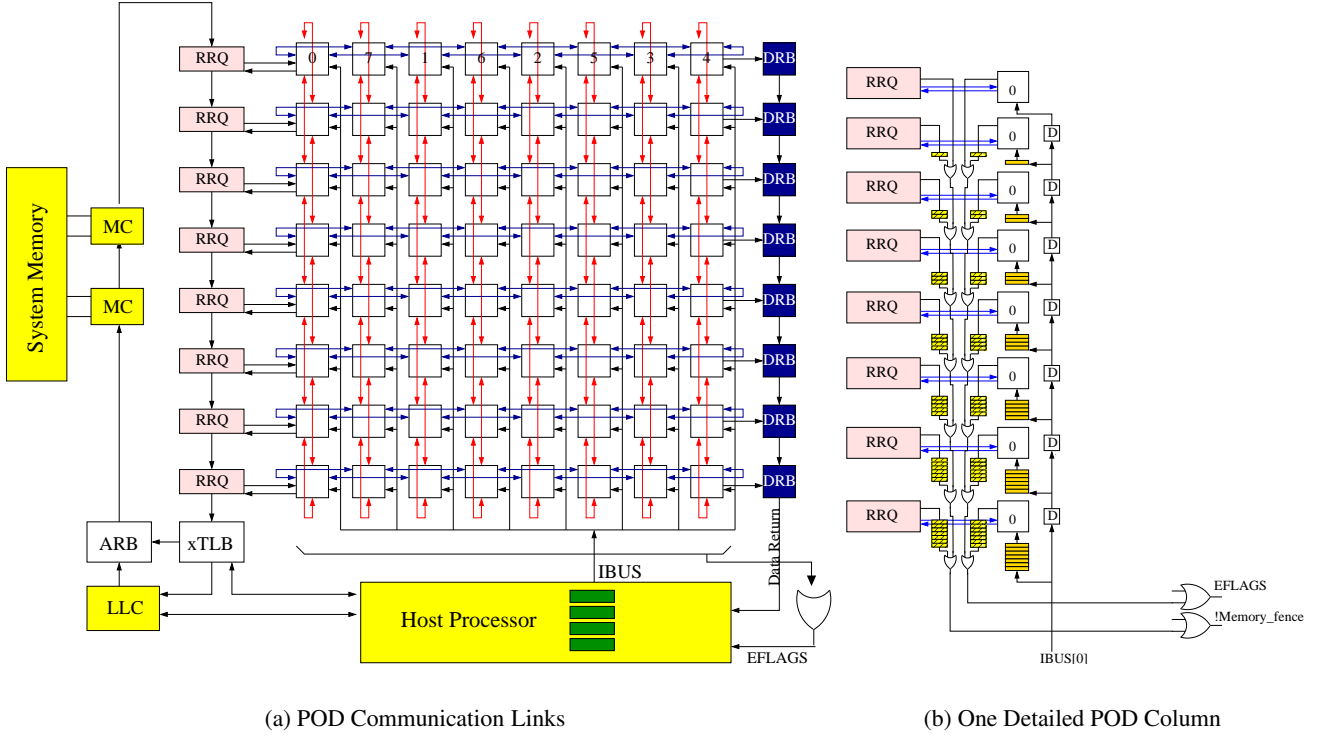 RRQ
0 7 1 6 2 5 3 4
DRB
RRQ
DRB
RRQ
DRB
RRQ
DRB
RRQ
DRB
RRQ
DRB
RRQ
DRB
RRQ
DRB
System Memory
MC
MC
ARB
xTLB
LLC
IBUS
Data Return
Host Processor
EFLAGS
(a) POD Communication Links
RRQ
0
D
RRQ
0
D
RRQ
0
D
RRQ
0
D
RRQ
0
D
RRQ
0
D
RRQ
0
D
RRQ
0
D
EFLAGS
!Memory_fence
IBUS[0]
(b) One Detailed POD Column